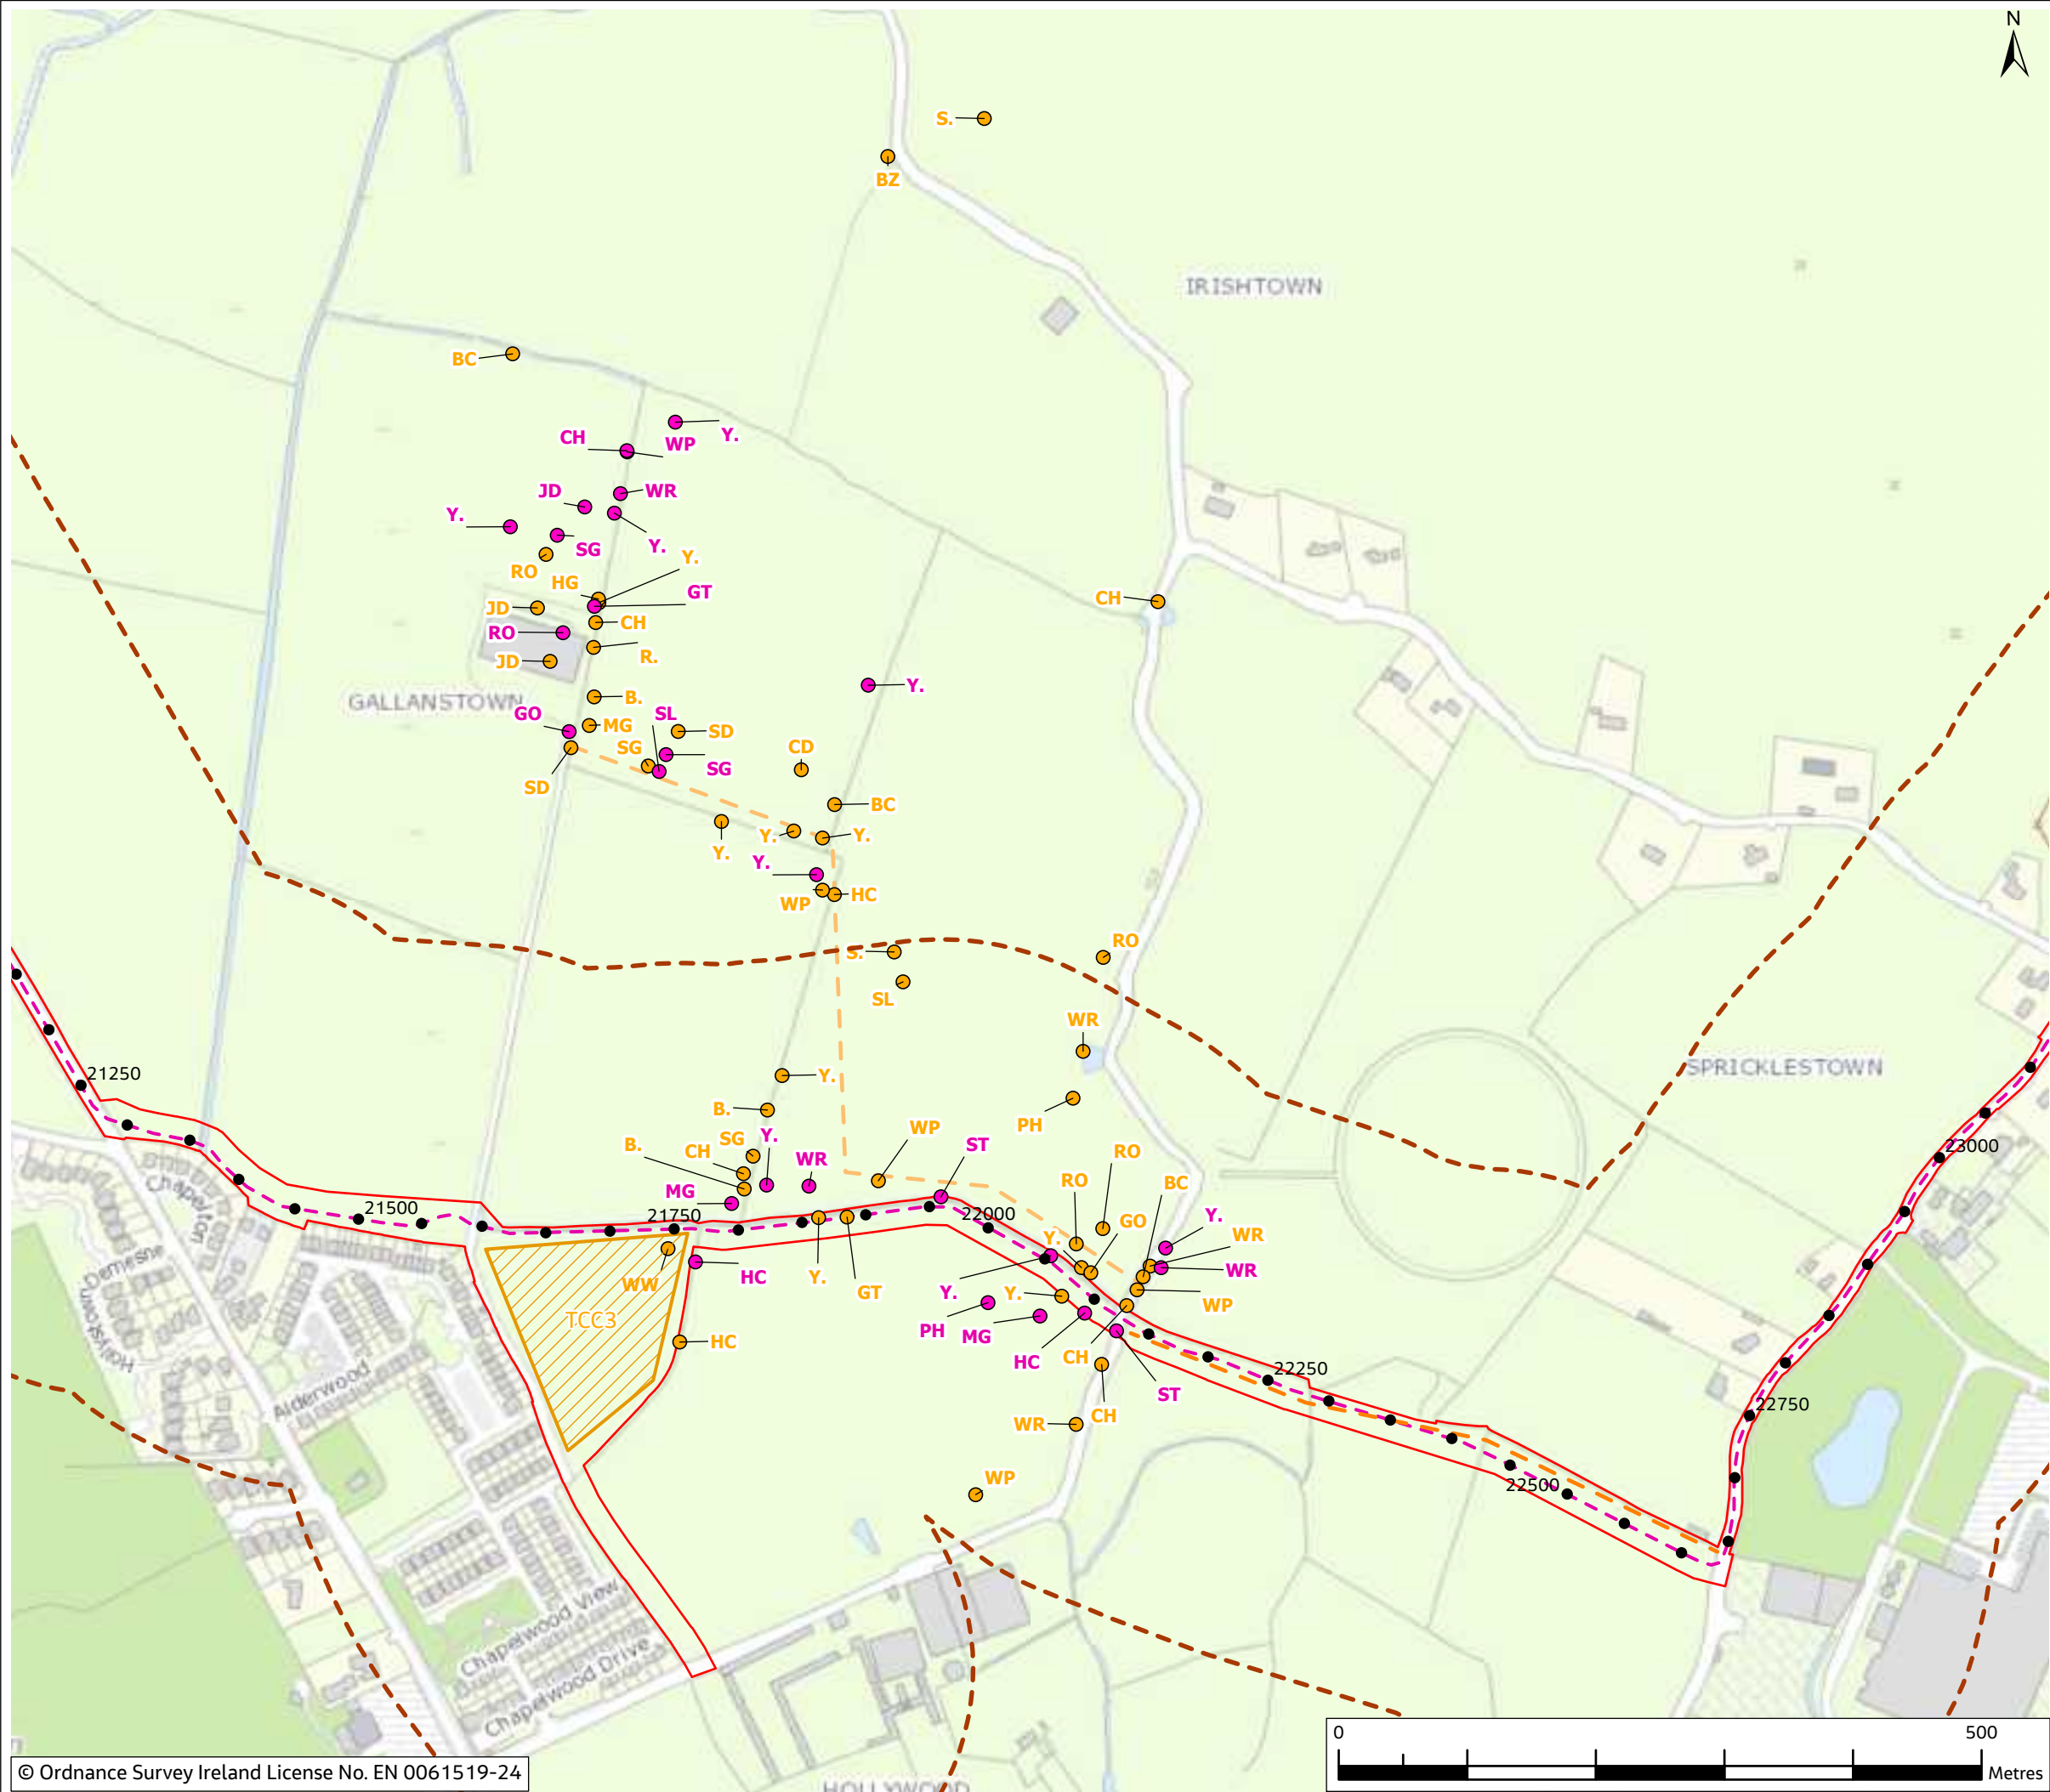 N
S.
BZ
IRISHTOWN
BC
CH
WP
Y.
JD
WR
Y.
SG
Y.
RO
Y.
HG
GT
JD
CH
CH
RO
R.
JD
Y.
B.
GALLANSTOWN
GO
SL
MG
SD
SG
CD
SG
SD
BC
Y.
Y.
Y.
Y.
WP
HC
RO
S.
SL
WR
SPRICKLESTOWN
21250
Y.
B.
PH
WP
Y.
SG
B.
CH
ST
RO
23000
WR
RO
BC
MG
Chapelton
21500
21750
22000
GO
Y.
Y.
WR
Demesne
WR
HC
WW
Y.
GT
Y.
Y.
WP
TCC3
PH
MG
Hollystown
HC
HC
CH
22250
Alderwood
ST
22750
CH
WR
WP
22500
Chapelwood View
Chapelwood Drive
0
500
Metres
© Ordnance Survey Ireland License No. EN 0061519-24
HOLLYWOOD